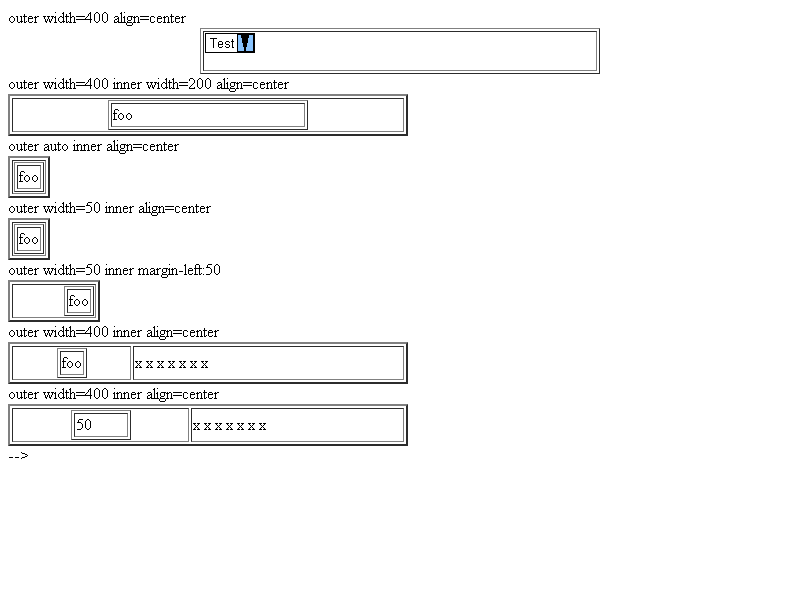 outer width=400 align=center
Test
outer width=400 inner width=200 align=center
foo
outer auto inner align=center
foo
outer width=50 inner align=center
foo
outer width=50 inner margin-left:50
foo
outer width=400 inner align=center
foo x x x x x x x
outer width=400 inner align=center
50 x x x x x x x
-->